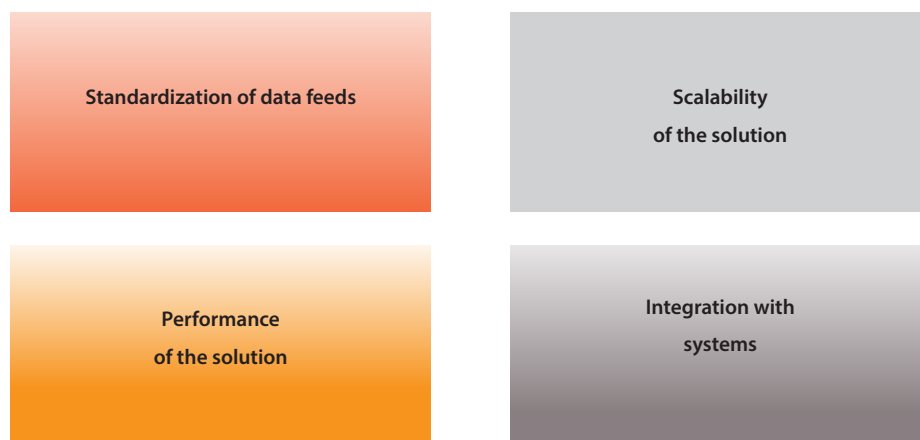 Standardization of data feeds
Scalability
of the solution
Performance
of the solution
Integration with
systems